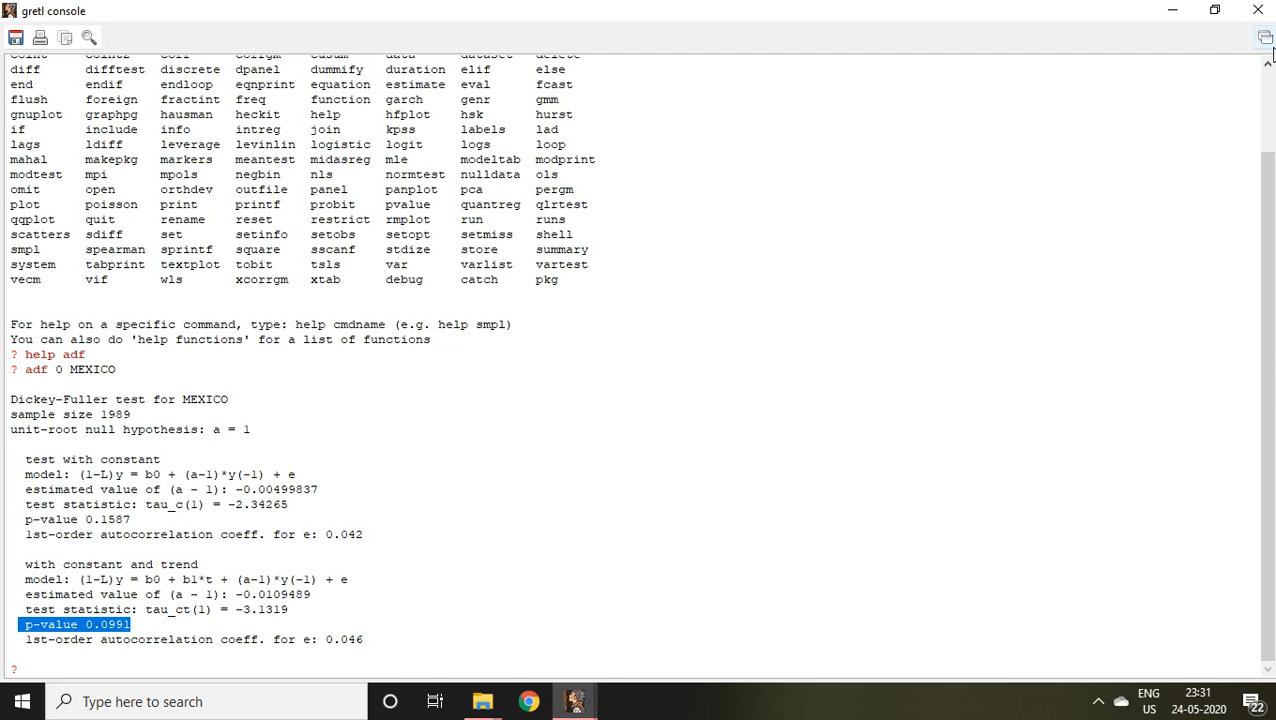 gretl console
coint coint2 corr corrgm cusum data dataset delete
diff difftest discrete dpanel dummify duration elif else
end endif endloop eqnprint equation estimate eval fcast
flush foreign fractint freq function garch genr gmm
gnuplot graphpg hausman heckit help hfplot hsk hurst
if include info intreg join kpss labels lad
lags ldiff leverage levinlin logistic logit logs loop
mahal makepkg markers meantest midasreg mle modeltab modprint
modtest mpi mpols negbin nls normtest nulldata ols
omit open orthdev outfile panel panplot pca pergm
plot poisson print printf probit pvalue quantreg qlrtest
qqplot quit rename reset restrict rmplot run runs
scatters sdiff set setinfo setobs setopt setmiss shell
smpl spearman sprintf square sscanf stdize store summary
system tabprint textplot tobit tsls var varlist vartest
vecm vif wls xcorrgm xtab debug catch pkg
For help on a specific command, type: help cmdname (e.g. help smpl)
You can also do 'help functions' for a list of functions
? help adf
? adf 0 MEXICO
Dickey-Fuller test for MEXICO
sample size 1989
unit-root null hypothesis: a = 1
test with constant
model: (1-L)y = b0 + (a-1)*y(-1) + e
estimated value of (a - 1): -0.00499837
test statistic: tau_c(1) = -2.34265
p-value 0.1587
1st-order autocorrelation coeff. for e: 0.042
with constant and trend
model: (1-L)y = b0 + b1*t + (a-1)*y(-1) + e
estimated value of (a - 1): -0.0109489
test statistic: tau_ct(1) = -3.1319
p-value 0.0991
1st-order autocorrelation coeff. for e: 0.046
?
Type here to search
ENG
US
23:31
24-05-2020
22